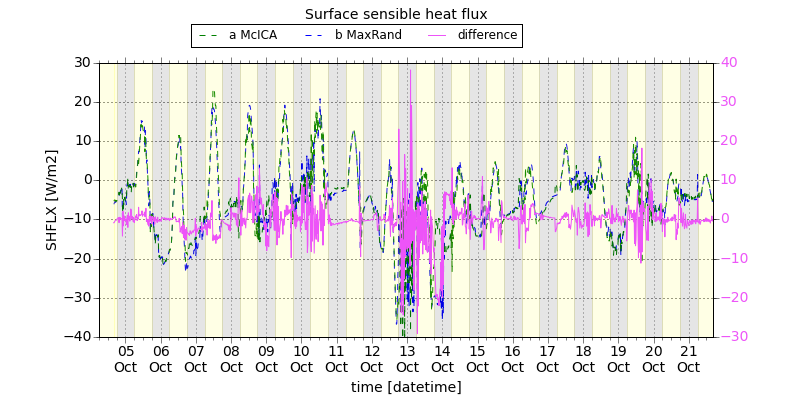 Surface sensible heat flux
a McICA b MaxRand difference
30 40
20 30
10 20
0 10
−10 0
−20 −10
−30 −20
−40 −30
SHFLX [W/m2]
05 06 07 08 09 10 11 12 13 14 15 16 17 18 19 20 21
Oct Oct Oct Oct Oct Oct Oct Oct Oct Oct Oct Oct Oct Oct Oct Oct Oct
time [datetime]